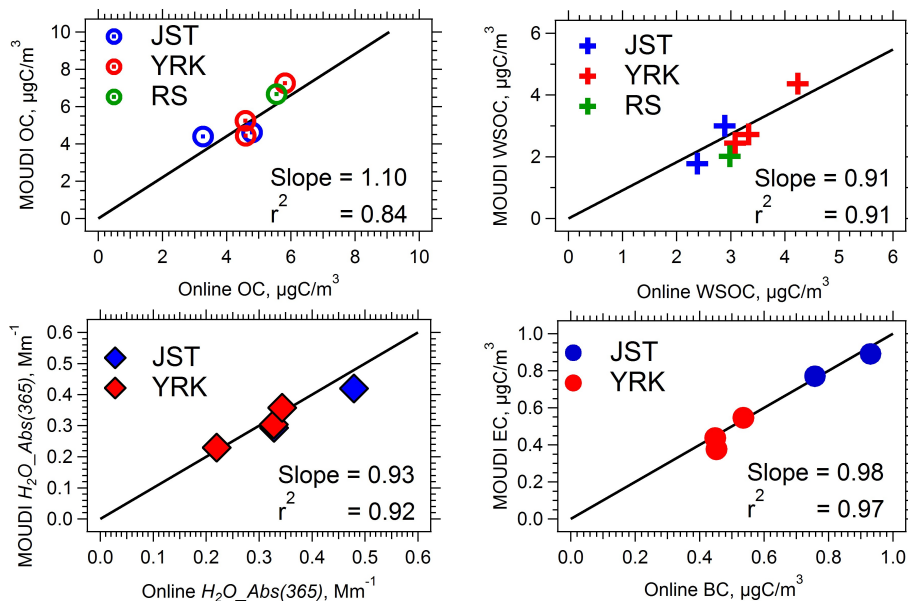 10
8
6
4
2
0
MOUDI OC, µgC/m³
JST
YRK
RS
Slope = 1.10
r² = 0.84
0 2 4 6 8 10
Online OC, µgC/m³
6
4
2
0
MOUDI WSOC, µgC/m³
JST
YRK
RS
Slope = 0.91
r² = 0.91
0 1 2 3 4 5 6
Online WSOC, µgC/m³
0.6
0.5
0.4
0.3
0.2
0.1
0.0
MOUDI H₂O_Abs(365), Mm⁻¹
JST
YRK
Slope = 0.93
r² = 0.92
0.0 0.1 0.2 0.3 0.4 0.5 0.6
Online H₂O_Abs(365), Mm⁻¹
1.0
0.8
0.6
0.4
0.2
0.0
MOUDI EC, µgC/m³
JST
YRK
Slope = 0.98
r² = 0.97
0.0 0.2 0.4 0.6 0.8 1.0
Online BC, µgC/m³